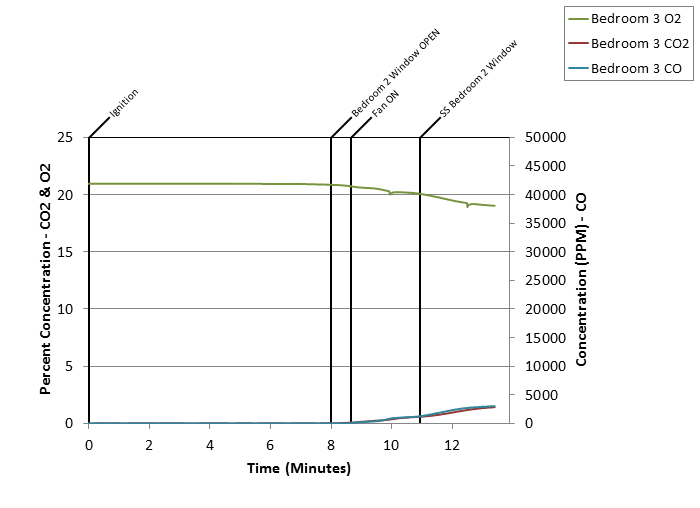 Bedroom 3 O2
Bedroom 3 CO2
Bedroom 3 CO
Ignition
Bedroom 2 Window OPEN
Fan ON
SS Bedroom 2 Window
25
20
15
10
5
0
Percent Concentration - CO2 & O2
50000
45000
40000
35000
30000
25000
20000
15000
10000
5000
0
Concentration (PPM) - CO
0 2 4 6 8 10 12
Time (Minutes)